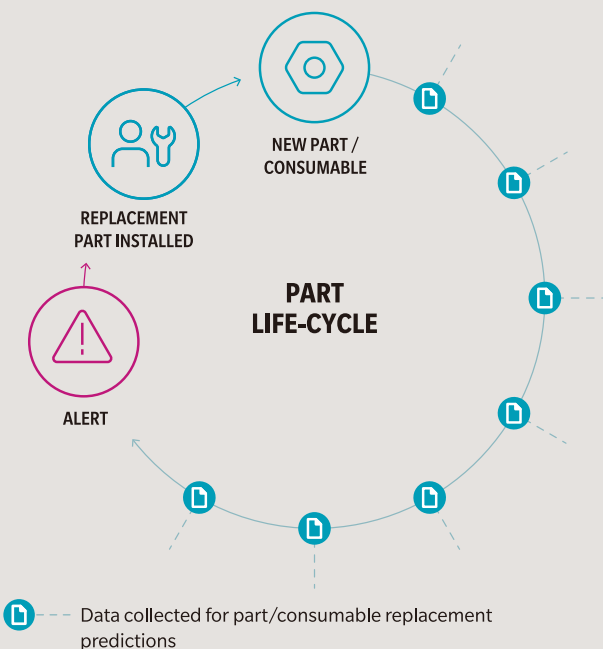 NEW PART /
CONSUMABLE
REPLACEMENT
PART INSTALLED
PART
LIFE-CYCLE
ALERT
Data collected for part/consumable replacement
predictions